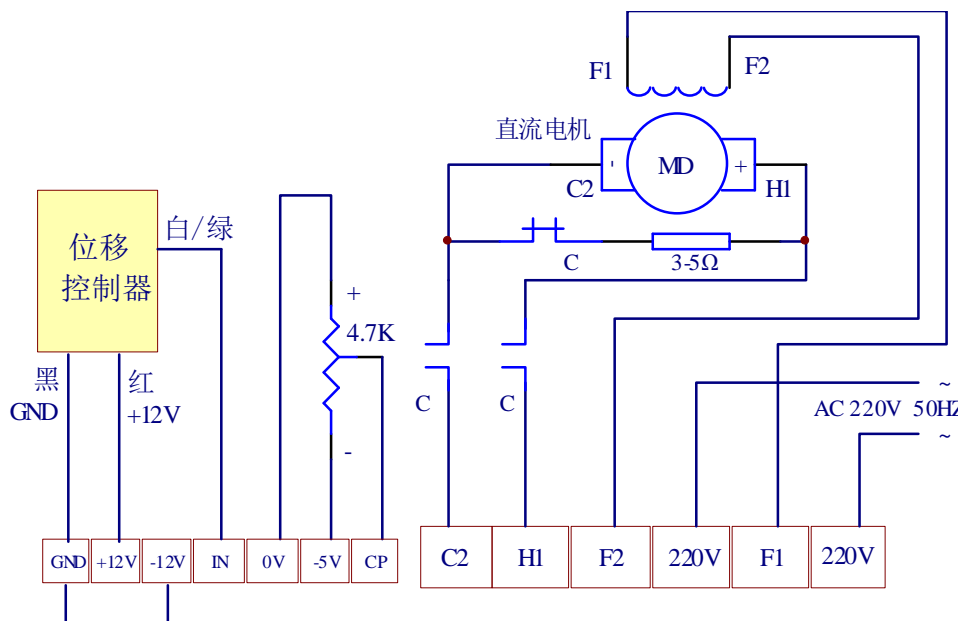 F1
F2
直流电机
-
MD
+
C2
H1
白/绿
位移
控制器
C
3-5Ω
+
4.7K
黑
GND
红
+12V
-
C
C
~
AC 220V 50HZ
~
GND
+12V
-12V
IN
0V
-5V
CP
C2
H1
F2
220V
F1
220V